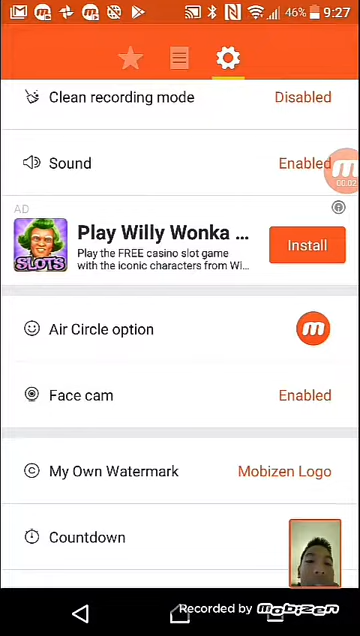 46% 9:27
Clean recording mode Disabled
Sound Enabled
00:02
AD
Play Willy Wonka ...
Play the FREE casino slot game
with the iconic characters from Wi...
Install
SLOTS
Air Circle option m
Face cam Enabled
My Own Watermark Mobizen Logo
Countdown
Recorded by mobizen